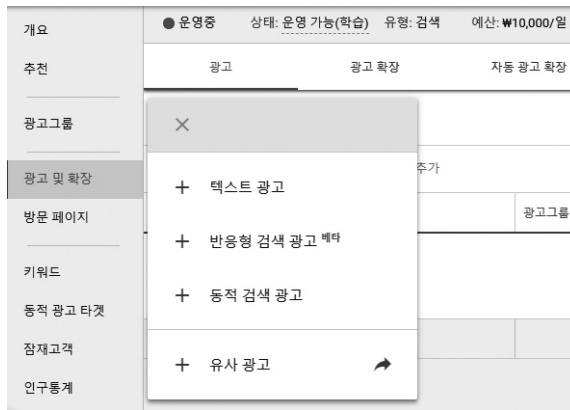 개요
추천
광고그룹
광고 및 확장
방문 페이지
키워드
동적 광고 타겟
잠재고객
인구통계
운영중 상태: 운영 가능(학습) 유형: 검색 예산: ₩10,000/일
광고 광고 확장 자동 광고 확장
추가
광고그룹
+ 텍스트 광고
+ 반응형 검색 광고 베타
+ 동적 검색 광고
+ 유사 광고